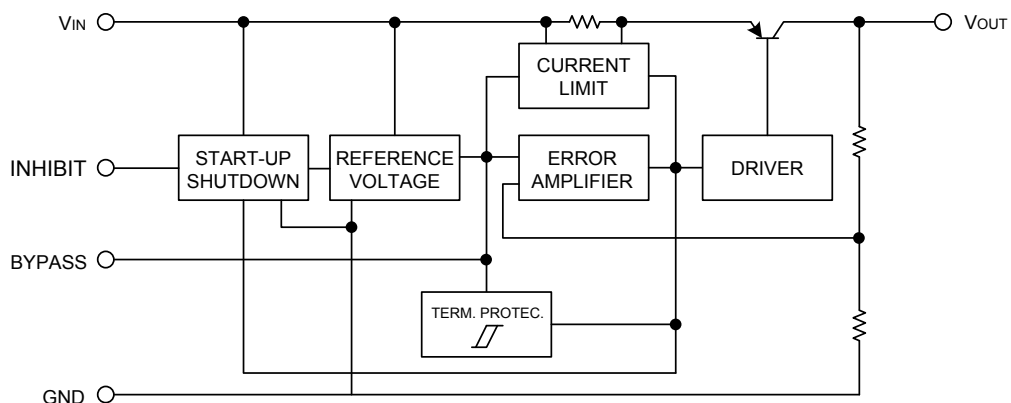 VIN
VOUT
CURRENT
LIMIT
INHIBIT
START-UP
SHUTDOWN
REFERENCE
VOLTAGE
ERROR
AMPLIFIER
DRIVER
BYPASS
TERM. PROTEC.
GND